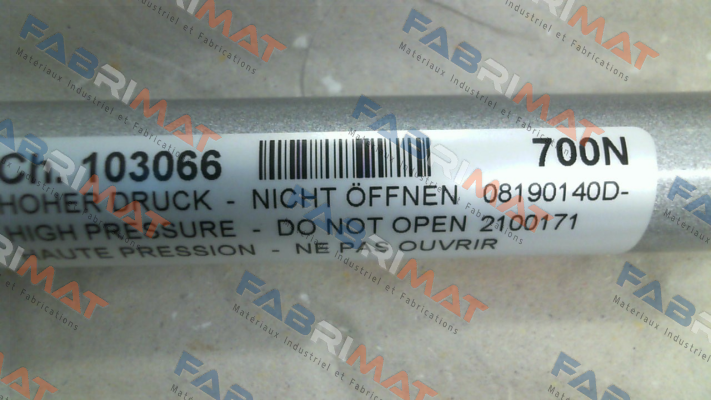 Ch. 103066 700N
HOHER DRUCK - NICHT ÖFFNEN 08190140D-
HIGH PRESSURE - DO NOT OPEN 2100171
HAUTE PRESSION - NE PAS OUVRIR
FABRIMAT
Materiaux Industriel et Fabrications